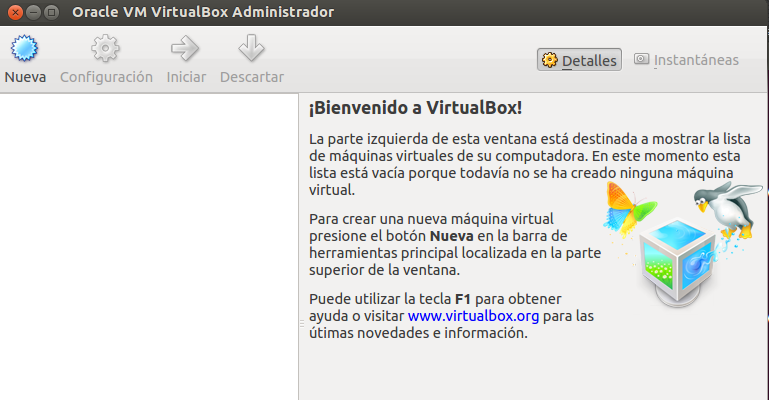 Oracle VM VirtualBox Administrador
Nueva Configuración Iniciar Descartar Detalles Instantáneas
¡Bienvenido a VirtualBox!
La parte izquierda de esta ventana está destinada a mostrar la lista
de máquinas virtuales de su computadora. En este momento esta
lista está vacía porque todavía no se ha creado ninguna máquina
virtual.
Para crear una nueva máquina virtual
presione el botón Nueva en la barra de
herramientas principal localizada en la parte
superior de la ventana.
Puede utilizar la tecla F1 para obtener
ayuda o visitar www.virtualbox.org para las
útimas novedades e información.